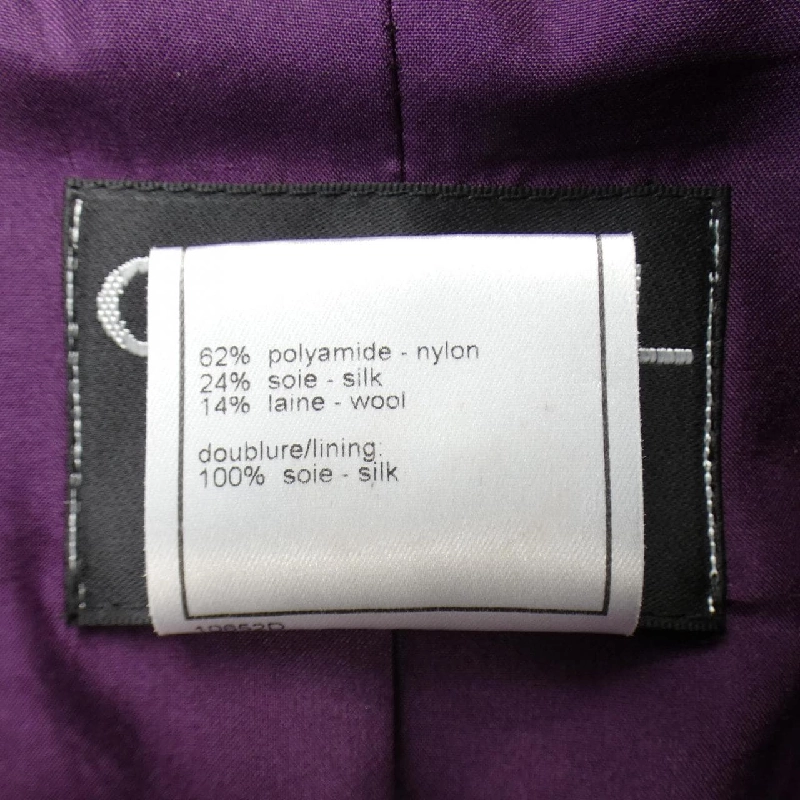 62% polyamide - nylon
24% soie - silk
14% laine - wool
doublure/lining:
100% soie - silk